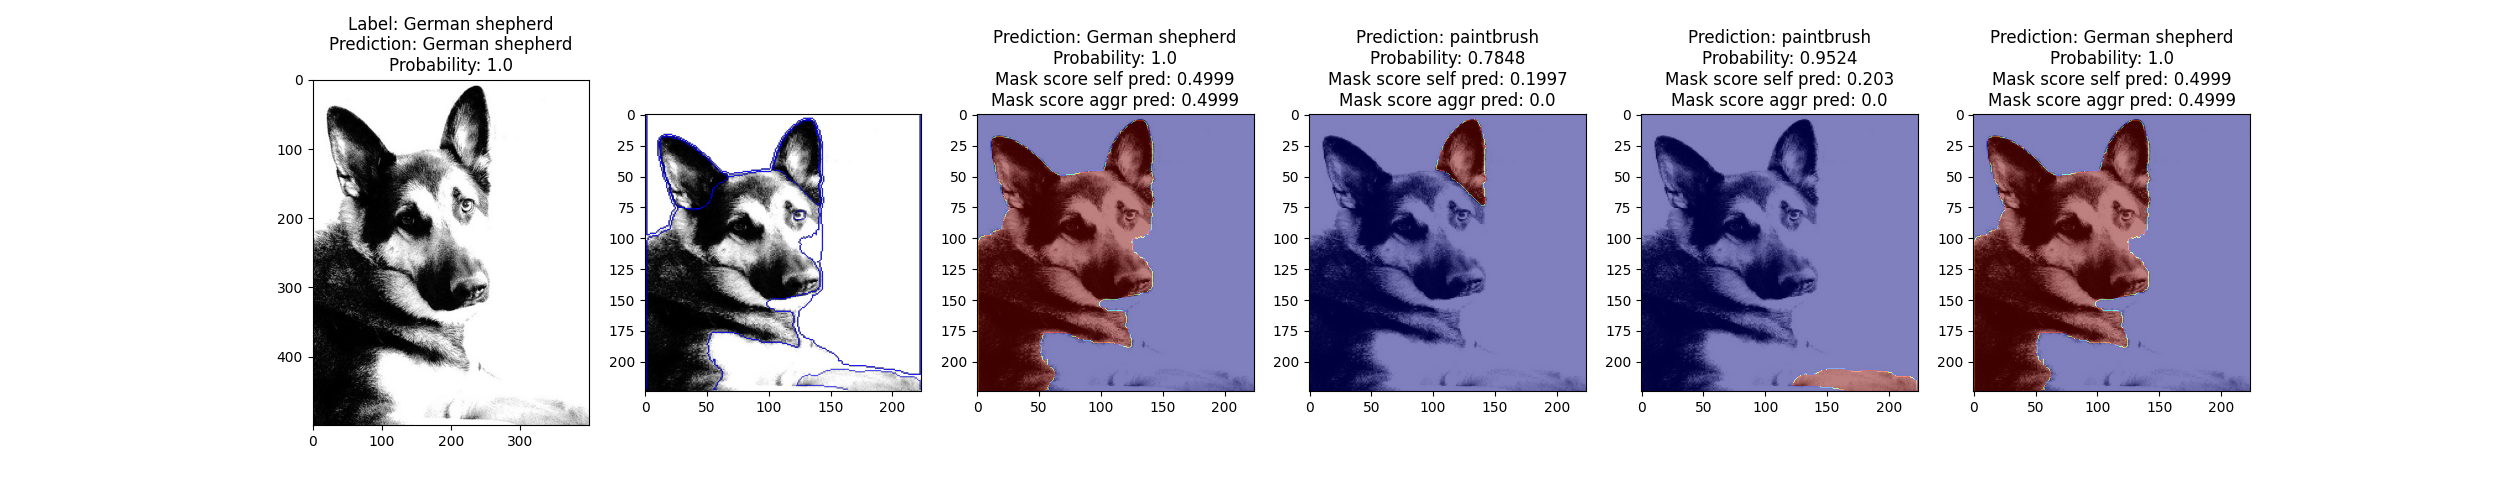 Label: German shepherd
Prediction: German shepherd
Probability: 1.0
0
100
200
300
400
0 100 200 300
0
25
50
75
100
125
150
175
200
0 50 100 150 200
Prediction: German shepherd
Probability: 1.0
Mask score self pred: 0.4999
Mask score aggr pred: 0.4999
0
25
50
75
100
125
150
175
200
0 50 100 150 200
Prediction: paintbrush
Probability: 0.7848
Mask score self pred: 0.1997
Mask score aggr pred: 0.0
0
25
50
75
100
125
150
175
200
0 50 100 150 200
Prediction: paintbrush
Probability: 0.9524
Mask score self pred: 0.203
Mask score aggr pred: 0.0
0
25
50
75
100
125
150
175
200
0 50 100 150 200
Prediction: German shepherd
Probability: 1.0
Mask score self pred: 0.4999
Mask score aggr pred: 0.4999
0
25
50
75
100
125
150
175
200
0 50 100 150 200